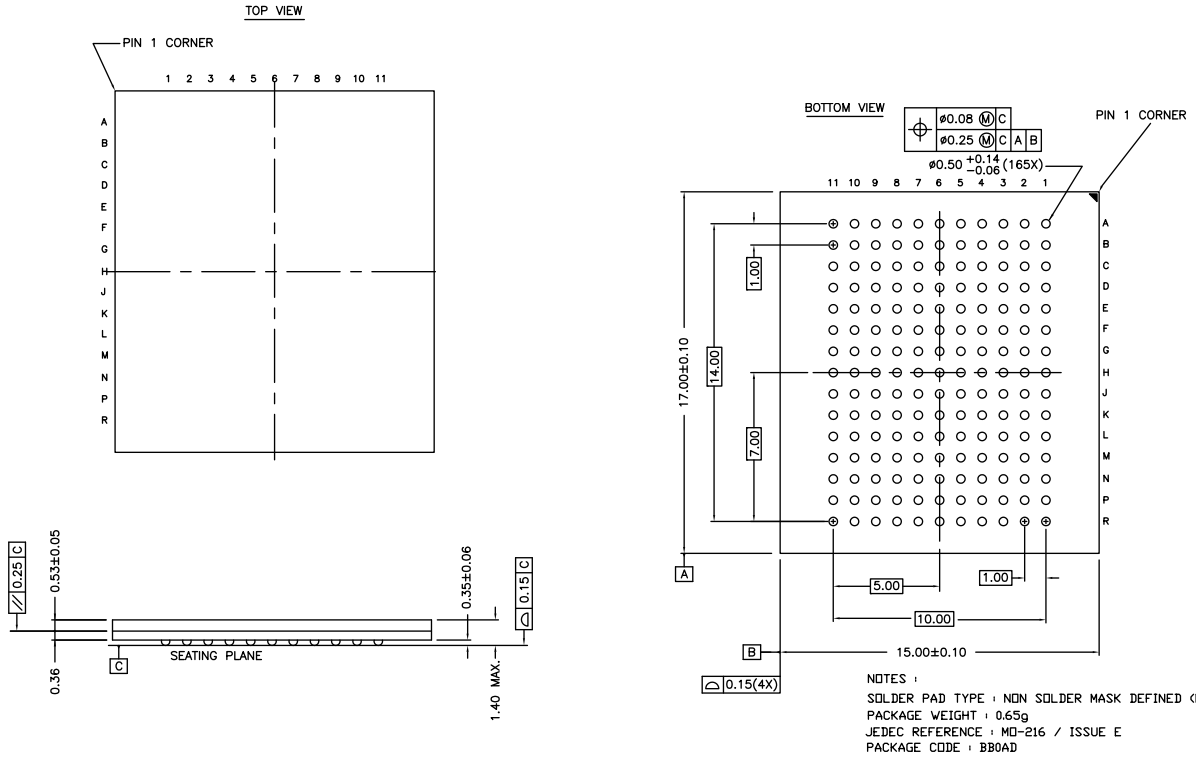 TOP VIEW
PIN 1 CORNER
1 2 3 4 5 6 7 8 9 10 11
A
B
C
D
E
F
G
H
J
K
L
M
N
P
R
BOTTOM VIEW
ø0.08 Ⓜ C
ø0.25 Ⓜ C A B
PIN 1 CORNER
ø0.50 +0.14 -0.06 (165X)
11 10 9 8 7 6 5 4 3 2 1
A
B
C
D
E
F
G
H
J
K
L
M
N
P
R
1.00
17.00±0.10
14.00
7.00
A
5.00
1.00
10.00
B
15.00±0.10
0.15(4X)
0.25 C
0.53±0.05
0.36
C
SEATING PLANE
0.35±0.06
0.15 C
1.40 MAX.
NOTES :
SOLDER PAD TYPE : NON SOLDER MASK DEFINED
PACKAGE WEIGHT : 0.65g
JEDEC REFERENCE : MO-216 / ISSUE E
PACKAGE CODE : BB0AD